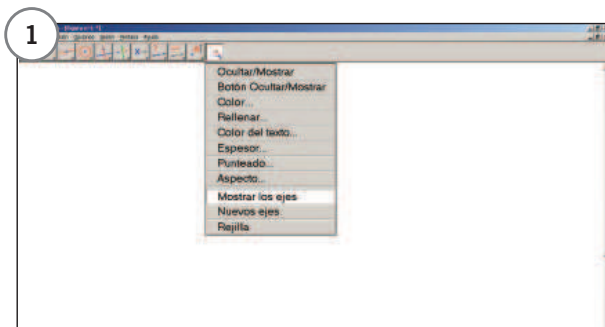 1
Ocultar/Mostrar
Botón Ocultar/Mostrar
Color...
Rellenar...
Color del texto...
Espesor...
Punteado...
Aspecto...
Mostrar los ejes
Nuevos ejes
Rejilla